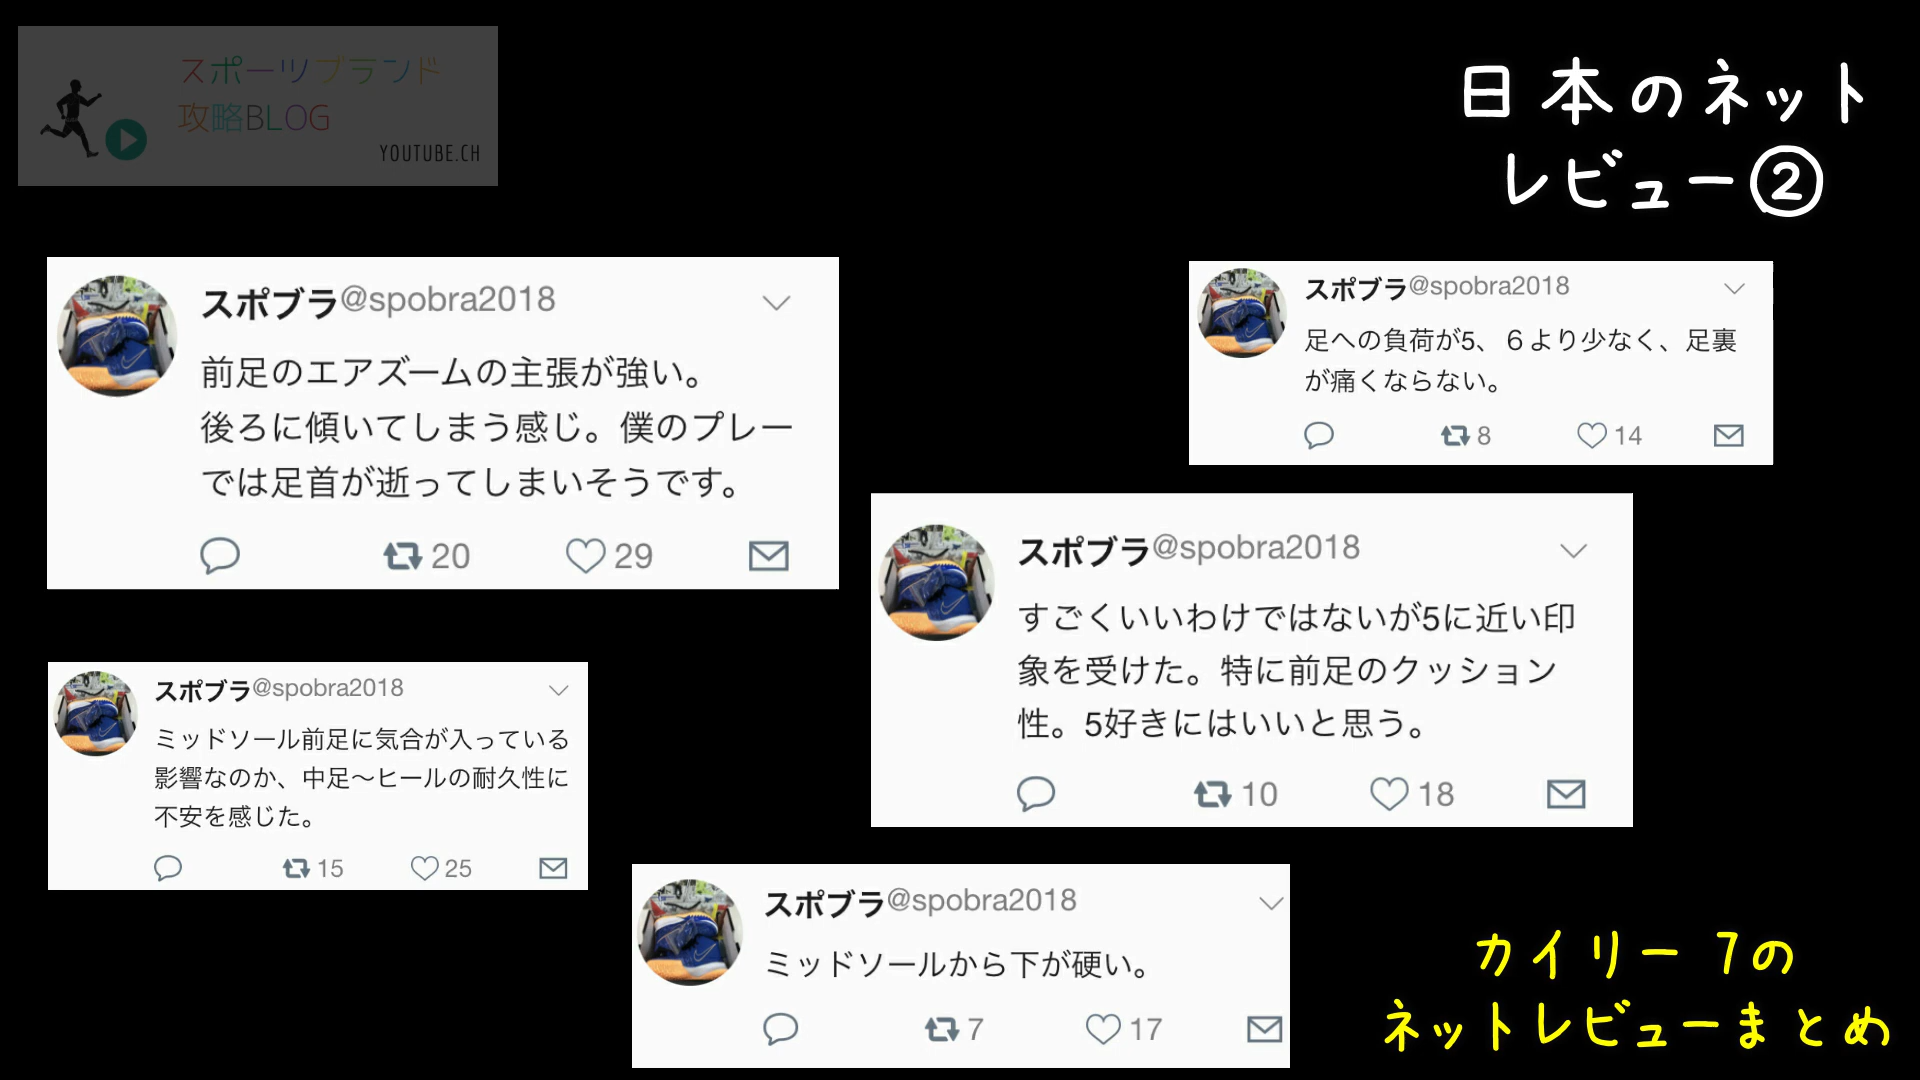 スポーツブランド
攻略BLOG
YOUTUBE.CH
日本のネット
レビュー②
スポブラ@spobra2018
前足のエアズームの主張が強い。
後ろに傾いてしまう感じ。僕のプレー
では足首が逝ってしまいそうです。
20 29
スポブラ@spobra2018
足への負荷が5、６より少なく、足裏
が痛くならない。
8 14
スポブラ@spobra2018
すごくいいわけではないが5に近い印
象を受けた。特に前足のクッション
性。5好きにはいいと思う。
10 18
スポブラ@spobra2018
ミッドソール前足に気合が入っている
影響なのか、中足〜ヒールの耐久性に
不安を感じた。
15 25
スポブラ@spobra2018
ミッドソールから下が硬い。
7 17
カイリー７の
ネットレビューまとめ